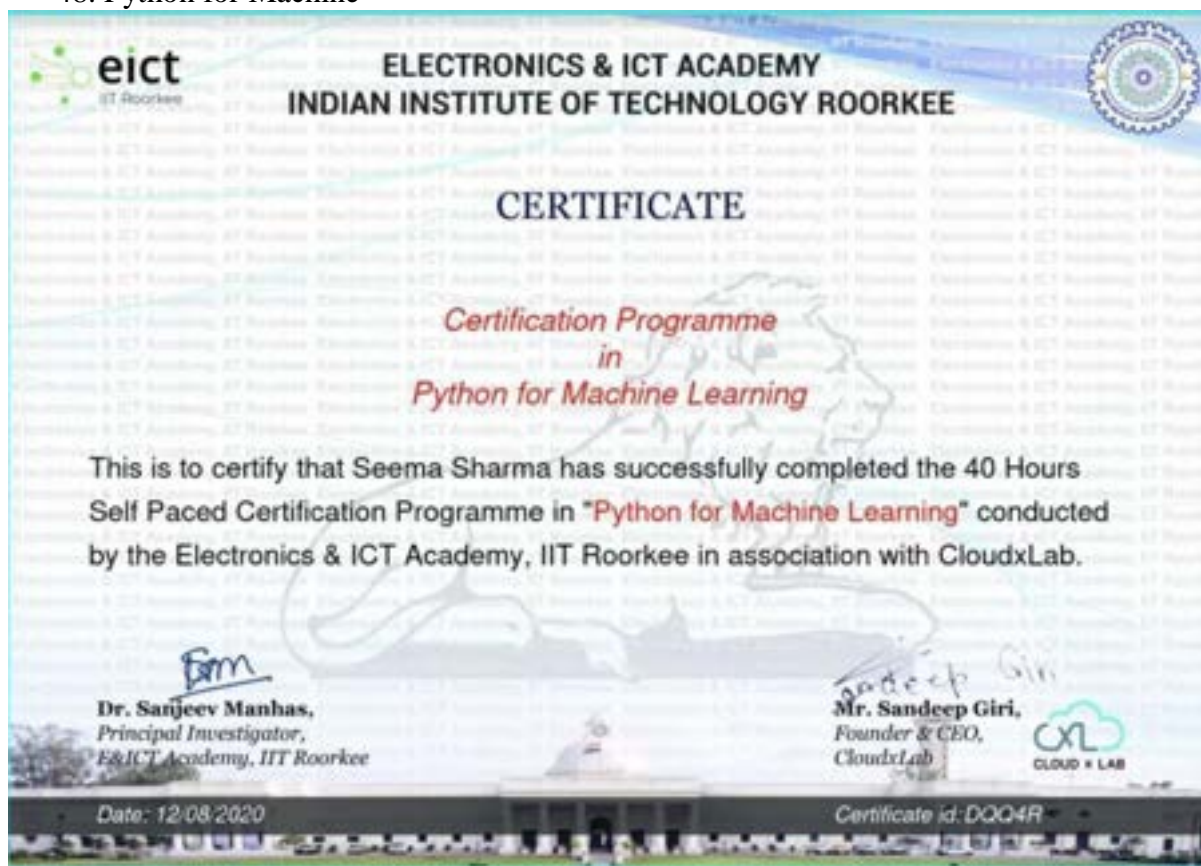 48. Python for Machine
eict
IIT Roorkee
ELECTRONICS & ICT ACADEMY
INDIAN INSTITUTE OF TECHNOLOGY ROORKEE
CERTIFICATE
Certification Programme
in
Python for Machine Learning
This is to certify that Seema Sharma has successfully completed the 40 Hours
Self Paced Certification Programme in "Python for Machine Learning" conducted
by the Electronics & ICT Academy, IIT Roorkee in association with CloudxLab.
Sandeep Giri
Dr. Sanjeev Manhas,
Principal Investigator,
E&ICT Academy, IIT Roorkee
Mr. Sandeep Giri,
Founder & CEO,
CloudxLab
CLOUD x LAB
Date: 12/08/2020
Certificate id: DQQ4R